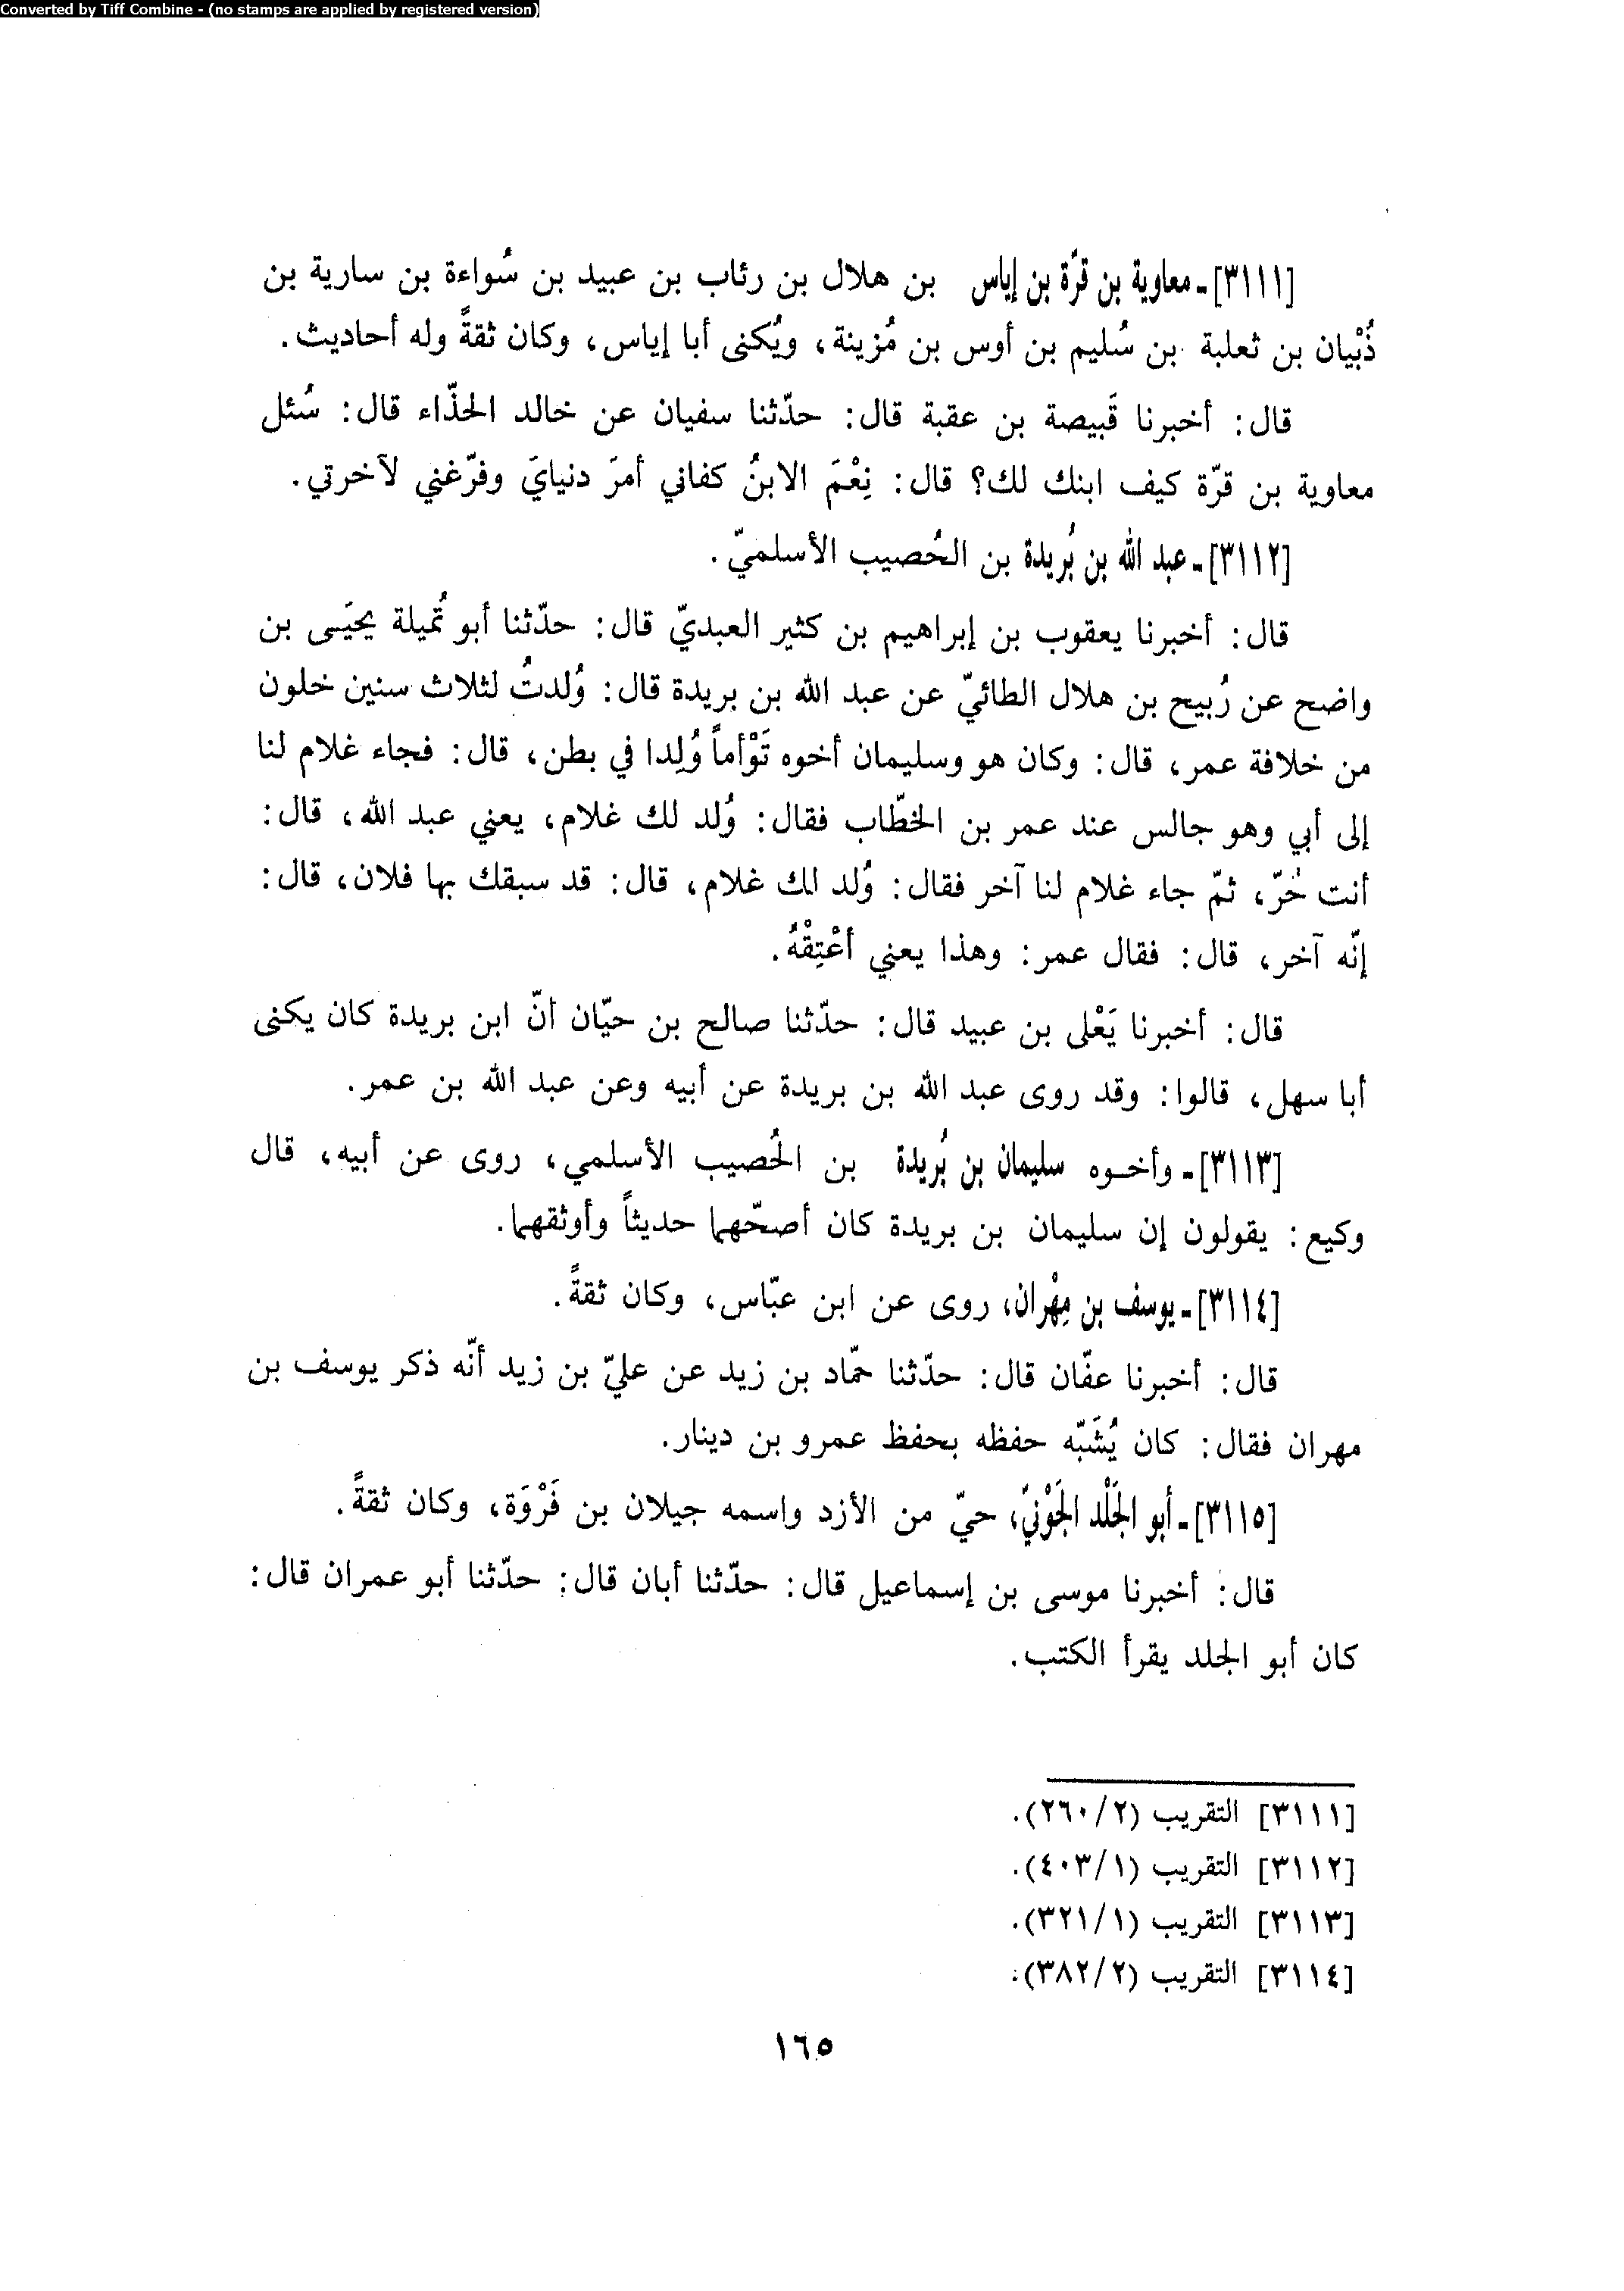 Converted by Tiff Combine - (no stamps are applied by registered version)
[٣١١١]ـ معاوية بن قرّة بن إياس بن هلال بن رئاب بن عبيد بن سُواءة بن سارية بن
ذُبْيان بن ثعلبة بن سُليم بن أوس بن مُزينة، ويُكنى أبا إياس، وكان ثقةً وله أحاديث.
قال: أخبرنا قَبيصة بن عقبة قال: حدّثنا سفيان عن خالد الحذّاء قال: سُئل
معاوية بن قرّة كيف ابنك لك؟ قال: نِعْمَ الابنُ كفاني أمرَ دنيايَ وفرّغني لآخرتي.
[٣١١٢]ـ عبد الله بن بُريدة بن الحُصيب الأسلميّ.
قال: أخبرنا يعقوب بن إبراهيم بن كثير العبديّ قال: حدّثنا أبو تُميلة يحيَـى بن
واضح عن رُبيح بن هلال الطائيّ عن عبد الله بن بريدة قال: وُلدتُ لثلاث سنين خلون
من خلافة عمر، قال: وكان هو وسليمان أخوه تَوْأماً وُلِدا في بطن، قال: فجاء غلام لنا
إلى أبي وهو جالس عند عمر بن الخطّاب فقال: وُلد لك غلام، يعني عبد الله، قال:
أنت حُرّ، ثمّ جاء غلام لنا آخر فقال: وُلد لك غلام، قال: قد سبقك بها فلان، قال:
إنّه آخر، قال: فقال عمر: وهذا يعني أعْتِقْهُ.
قال: أخبرنا يَعْلى بن عبيد قال: حدّثنا صالح بن حيّان أنّ ابن بريدة كان يكنى
أبا سهل، قالوا: وقد روى عبد الله بن بريدة عن أبيه وعن عبد الله بن عمر.
[٣١١٣]ـ وأخـوه سليمان بن بُريدة بن الحُصيب الأسلمي، روى عن أبيه، قال
وكيع: يقولون إن سليمان بن بريدة كان أصحّهما حديثاً وأوثقهما.
[٣١١٤]ـ يوسف بن مِهْران، روى عن ابن عبّاس، وكان ثقةً.
قال: أخبرنا عفّان قال: حدّثنا حمّاد بن زيد عن عليّ بن زيد أنّه ذكر يوسف بن
مهران فقال: كان يُشَبّه حفظه بحفظ عمرو بن دينار.
[٣١١٥]ـ أبو الجَلْد الجَوْنيّ، حيّ من الأزد واسمه جيلان بن فَرْوَة، وكان ثقةً.
قال: أخبرنا موسى بن إسماعيل قال: حدّثنا أبان قال: حدّثنا أبو عمران قال:
كان أبو الجلد يقرأ الكتب.
[٣١١١] التقريب (٢/٢٦٠).
[٣١١٢] التقريب (١/٤٠٣).
[٣١١٣] التقريب (١/٣٢١).
[٣١١٤] التقريب (٢/٣٨٢).
١٦٥